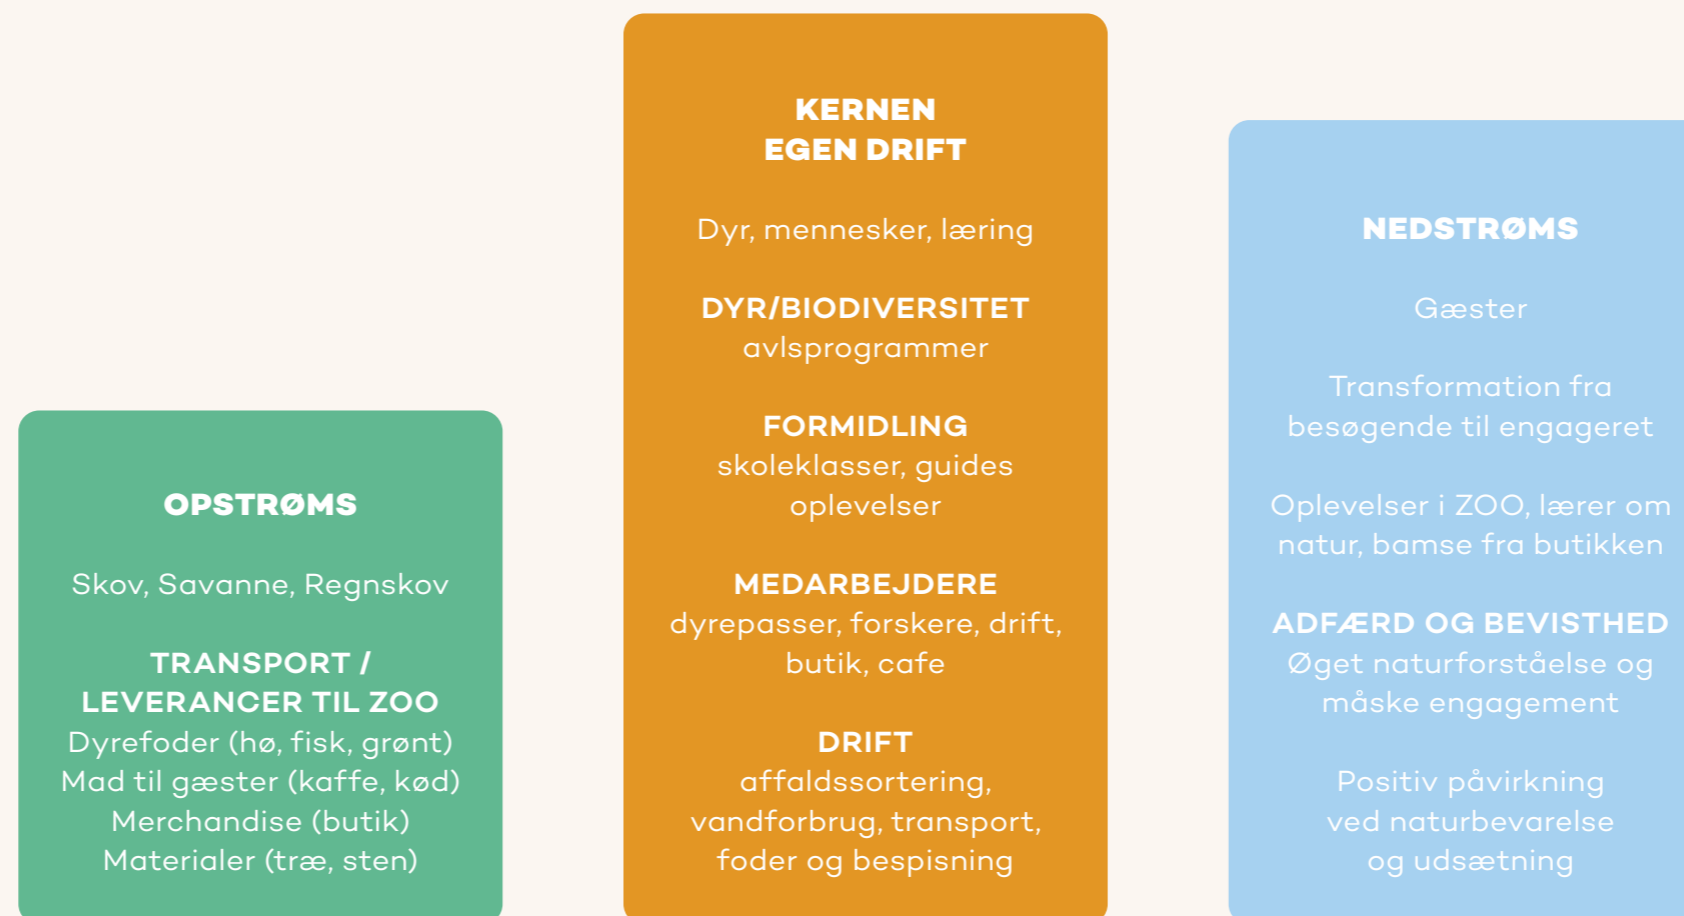 OPSTRØMS
Skov, Savanne, Regnskov
TRANSPORT /
LEVERANCER TIL ZOO
Dyrefoder (hø, fisk, grønt)
Mad til gæster (kaffe, kød)
Merchandise (butik)
Materialer (træ, sten)
KERNEN
EGEN DRIFT
Dyr, mennesker, læring
DYR/BIODIVERSITET
avlsprogrammer
FORMIDLING
skoleklasser, guides
oplevelser
MEDARBEJDERE
dyrepasser, forskere, drift,
butik, cafe
DRIFT
affaldssortering,
vandforbrug, transport,
foder og bespisning
NEDSTRØMS
Gæster
Transformation fra
besøgende til engageret
Oplevelser i ZOO, lærer om
natur, bamse fra butikken
ADFÆRD OG BEVISTHED
Øget naturforståelse og
måske engagement
Positiv påvirkning
ved naturbevarelse
og udsætning